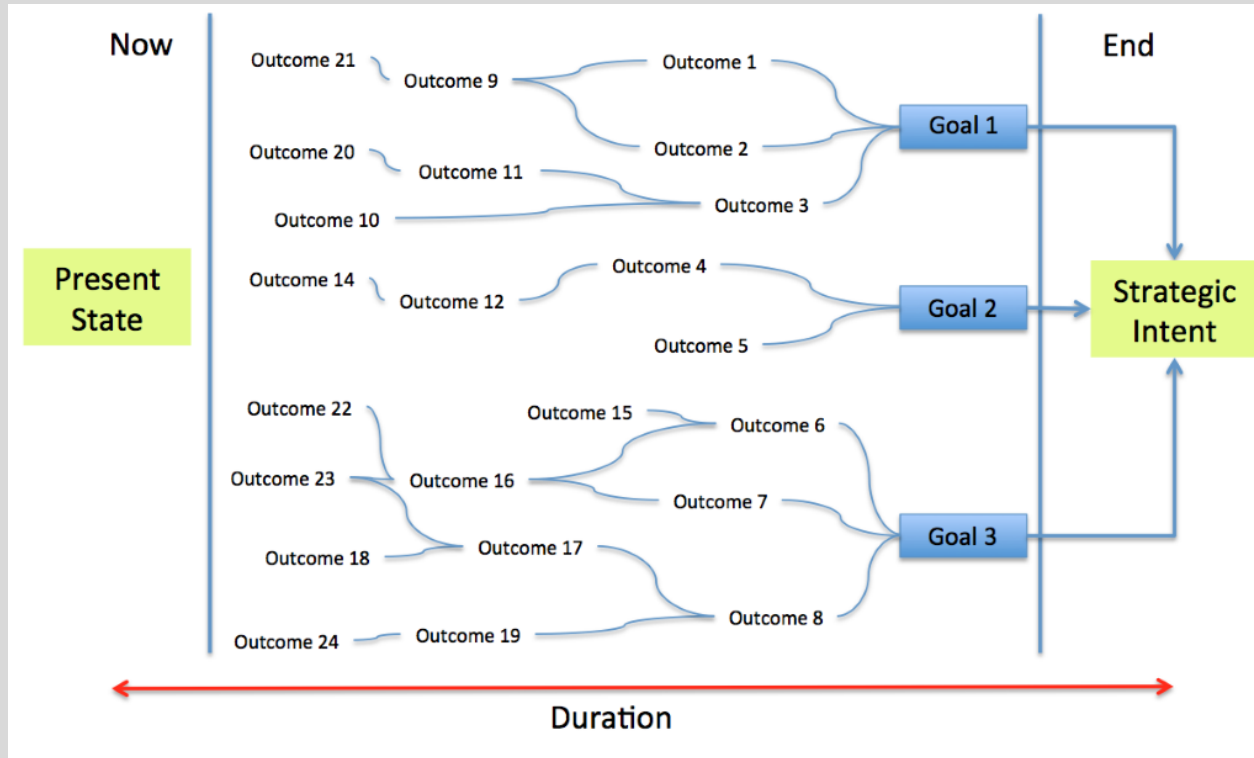 Now
End
Outcome 21
Outcome 9
Outcome 1
Goal 1
Outcome 20
Outcome 11
Outcome 2
Outcome 10
Outcome 3
Present
State
Outcome 14
Outcome 12
Outcome 4
Goal 2
Strategic
Intent
Outcome 5
Outcome 22
Outcome 15
Outcome 6
Outcome 23
Outcome 16
Outcome 7
Goal 3
Outcome 18
Outcome 17
Outcome 8
Outcome 24
Outcome 19
Duration